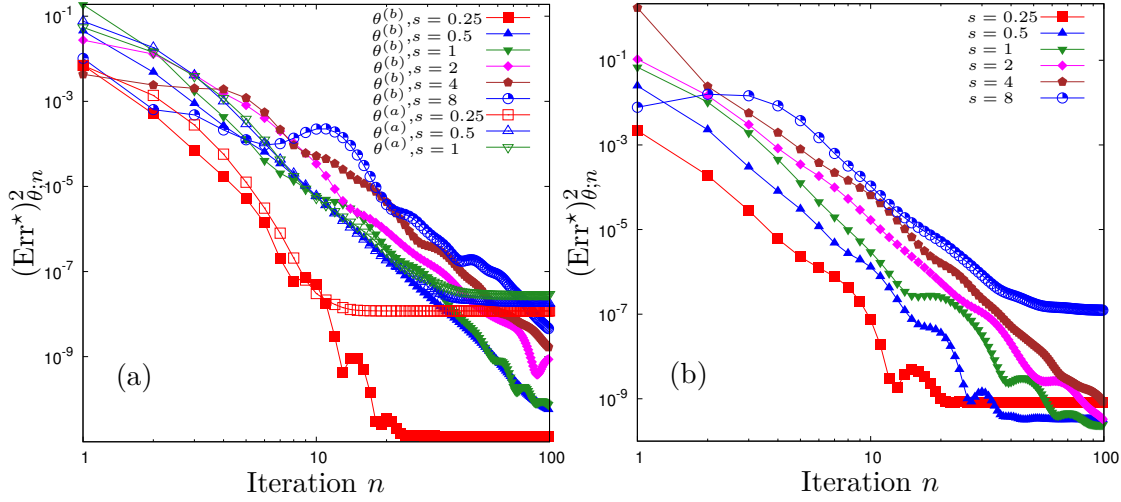 (Err⋆)²θ;n
10⁻¹
10⁻³
10⁻⁵
10⁻⁷
10⁻⁹
θ⁽ᵇ⁾, s = 0.25
θ⁽ᵇ⁾, s = 0.5
θ⁽ᵇ⁾, s = 1
θ⁽ᵇ⁾, s = 2
θ⁽ᵇ⁾, s = 4
θ⁽ᵇ⁾, s = 8
θ⁽ᵃ⁾, s = 0.25
θ⁽ᵃ⁾, s = 0.5
θ⁽ᵃ⁾, s = 1
(a)
1
10
100
Iteration n
(Err⋆)²θ;n
10⁻¹
10⁻³
10⁻⁵
10⁻⁷
10⁻⁹
s = 0.25
s = 0.5
s = 1
s = 2
s = 4
s = 8
(b)
1
10
100
Iteration n